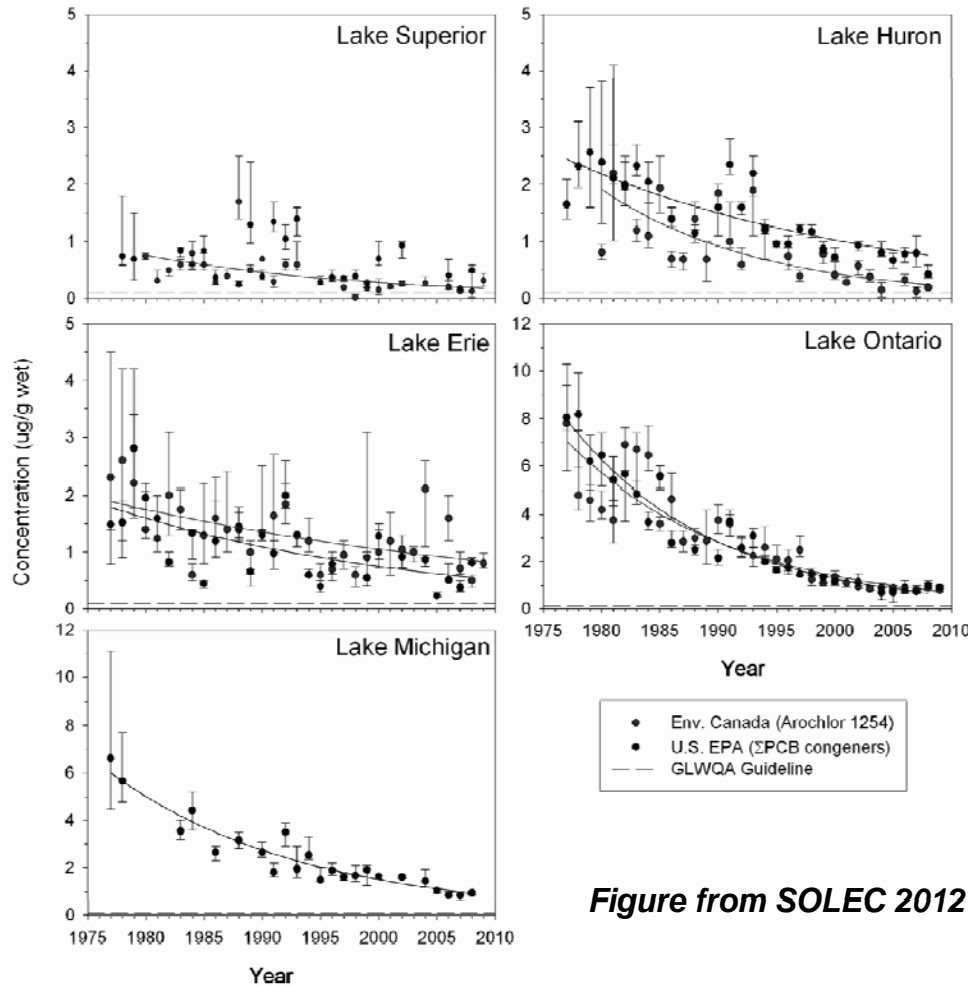 5
4
3
2
1
0
Lake Superior
5
4
3
2
1
0
Lake Huron
5
4
3
2
1
0
Lake Erie
12
10
8
6
4
2
0
Lake Ontario
Concentration (ug/g wet)
1975 1980 1985 1990 1995 2000 2005 2010
Year
12
10
8
6
4
2
0
Lake Michigan
Env. Canada (Arochlor 1254)
U.S. EPA (ΣPCB congeners)
GLWQA Guideline
Figure from SOLEC 2012
1975 1980 1985 1990 1995 2000 2005 2010
Year